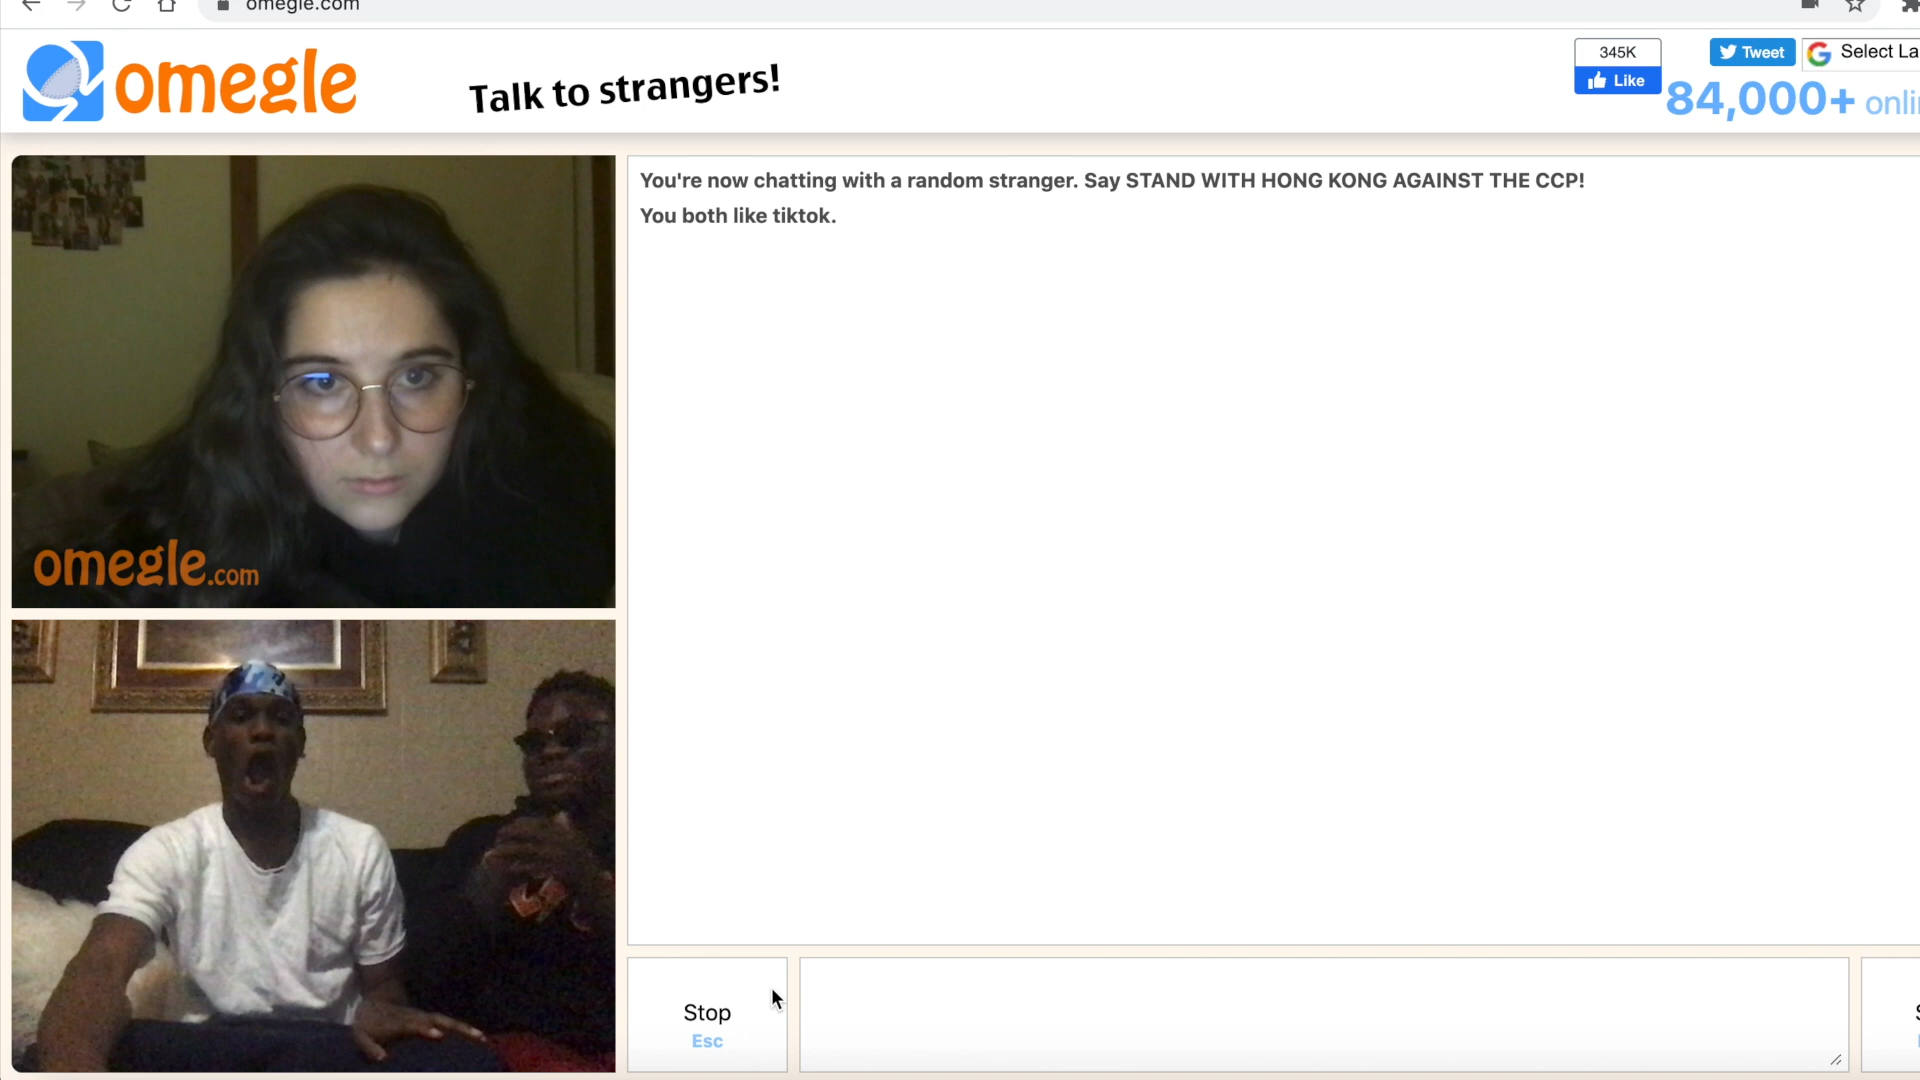 omegle.com
omegle
Talk to strangers!
345K
Like
Tweet
Select La
84,000+ onli
You're now chatting with a random stranger. Say STAND WITH HONG KONG AGAINST THE CCP!
You both like tiktok.
omegle.com
Stop
Esc